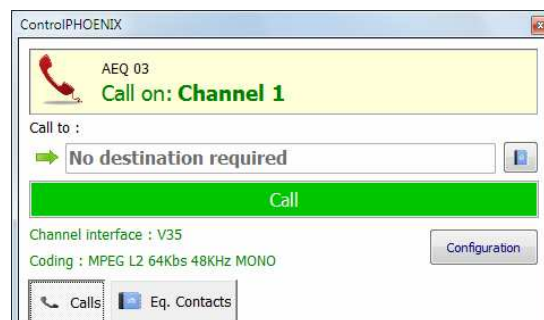 ControlPHOENIX
AEQ 03
Call on: Channel 1
Call to :
No destination required
Call
Channel interface : V35
Coding : MPEG L2 64Kbs 48KHz MONO
Configuration
Calls
Eq. Contacts